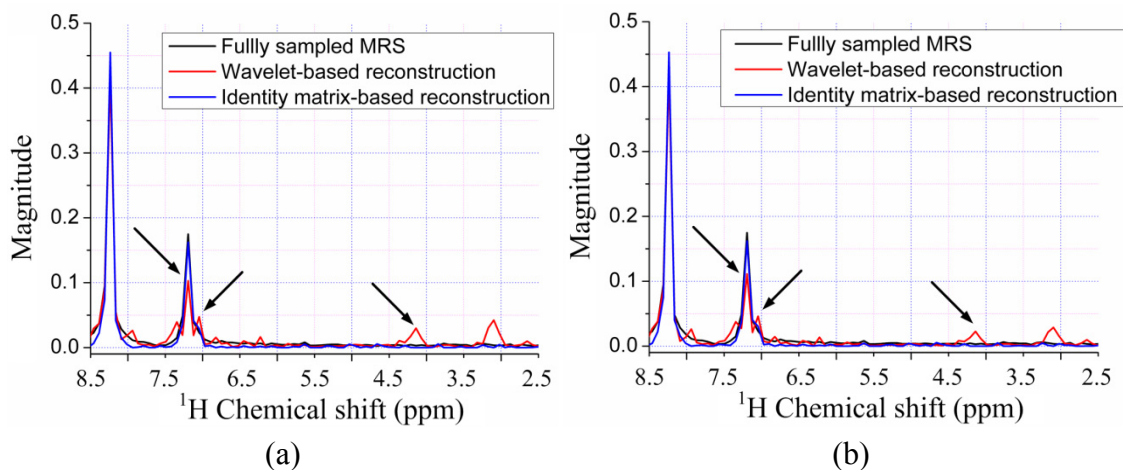 0.5
0.4
0.3
0.2
0.1
0.0
Magnitude
Fullly sampled MRS
Wavelet-based reconstruction
Identity matrix-based reconstruction
8.5 7.5 6.5 5.5 4.5 3.5 2.5
¹H Chemical shift (ppm)
(a)
0.5
0.4
0.3
0.2
0.1
0.0
Magnitude
Fullly sampled MRS
Wavelet-based reconstruction
Identity matrix-based reconstruction
8.5 7.5 6.5 5.5 4.5 3.5 2.5
¹H Chemical shift (ppm)
(b)